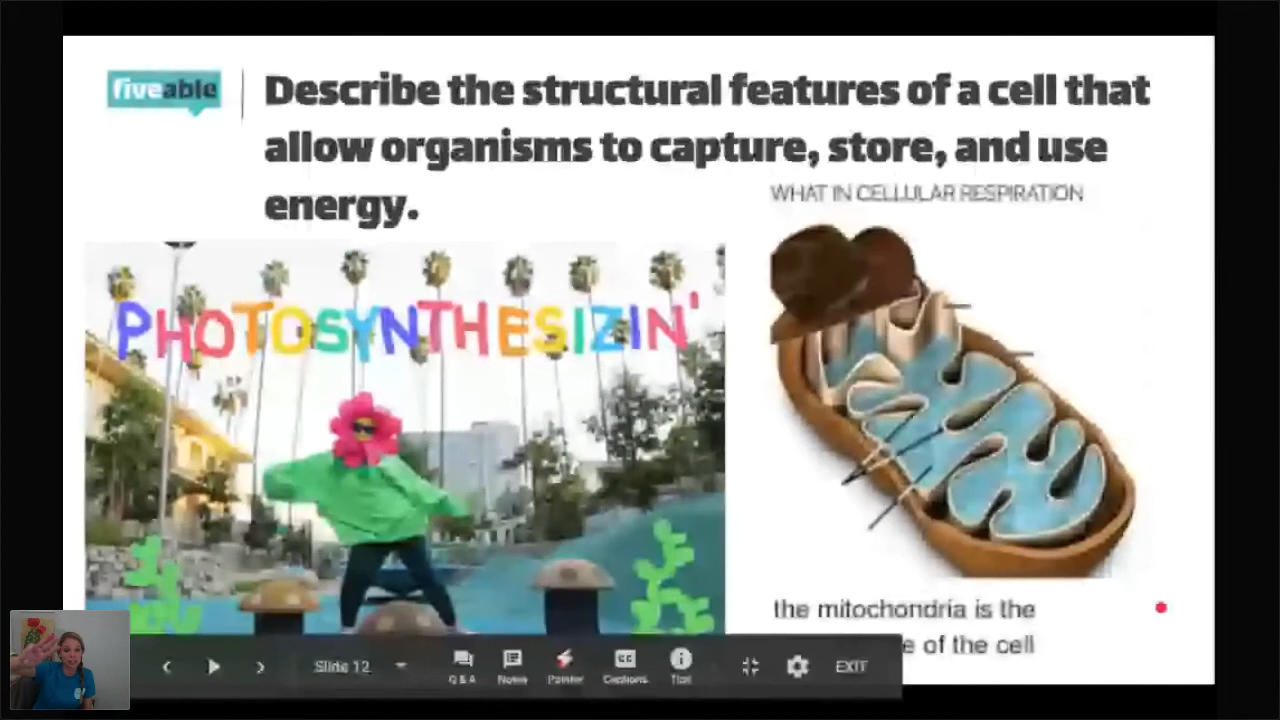 fiveable
Describe the structural features of a cell that
allow organisms to capture, store, and use
energy.
WHAT IN CELLULAR RESPIRATION
PHOTOSYNTHESIZIN'
the mitochondria is the
e of the cell
Slide 12
Q & A
Notes
Pointer
Captions
Tips
EXIT